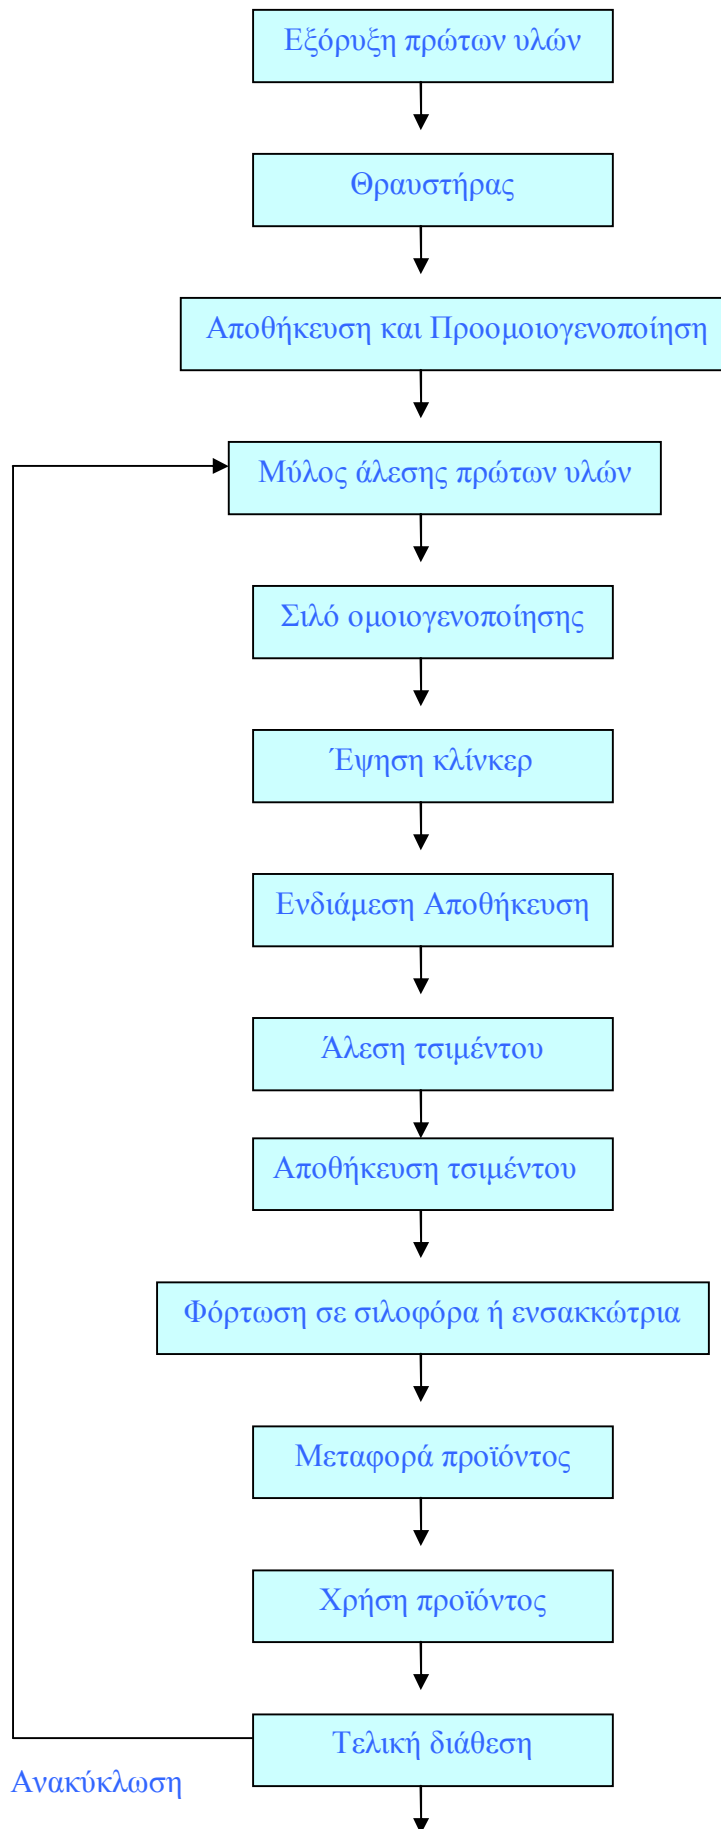 Εξόρυξη πρώτων υλών
Θραυστήρας
Αποθήκευση και Προομοιογενοποίηση
Μύλος άλεσης πρώτων υλών
Σιλό ομοιογενοποίησης
Έψηση κλίνκερ
Ενδιάμεση Αποθήκευση
Άλεση τσιμέντου
Αποθήκευση τσιμέντου
Φόρτωση σε σιλοφόρα ή ενσακκώτρια
Μεταφορά προϊόντος
Χρήση προϊόντος
Τελική διάθεση
Ανακύκλωση